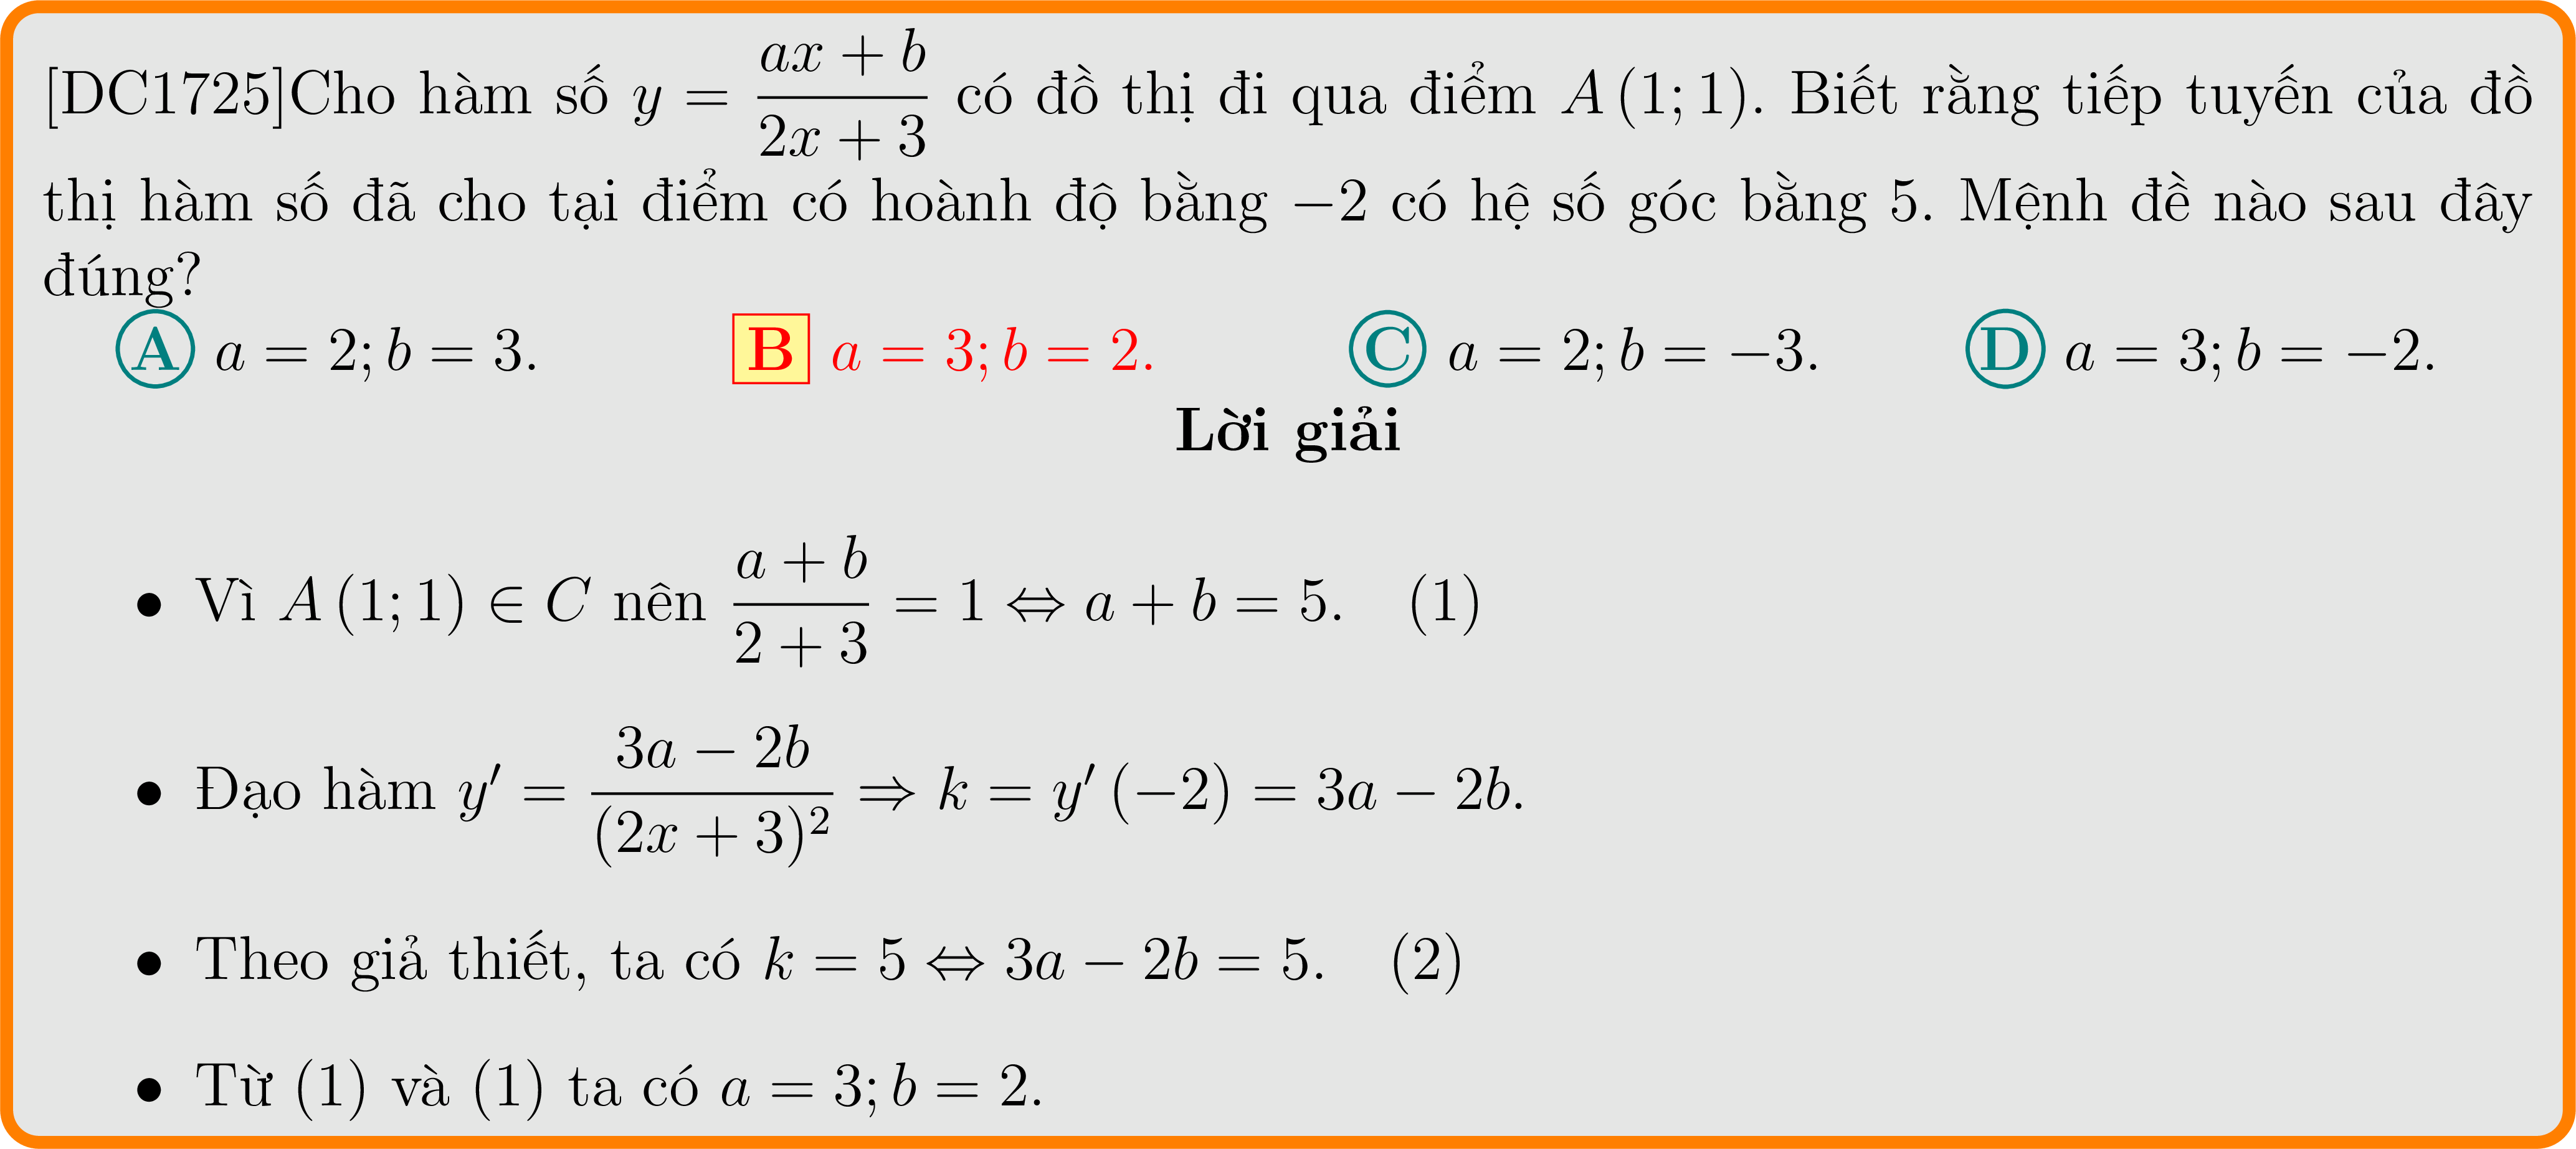 [DC1725]Cho hàm số $y = \dfrac{ax + b}{2x + 3}$ có đồ thị đi qua điểm $A(1; 1)$. Biết rằng tiếp tuyến của đồ
thị hàm số đã cho tại điểm có hoành độ bằng $-2$ có hệ số góc bằng 5. Mệnh đề nào sau đây
đúng?
A $a = 2; b = 3.$ B $a = 3; b = 2.$ C $a = 2; b = -3.$ D $a = 3; b = -2.$
Lời giải
• Vì $A(1; 1) \in C$ nên $\dfrac{a + b}{2 + 3} = 1 \Leftrightarrow a + b = 5.$ (1)
• Đạo hàm $y' = \dfrac{3a - 2b}{(2x + 3)^2} \Rightarrow k = y'(-2) = 3a - 2b.$
• Theo giả thiết, ta có $k = 5 \Leftrightarrow 3a - 2b = 5.$ (2)
• Từ (1) và (1) ta có $a = 3; b = 2.$